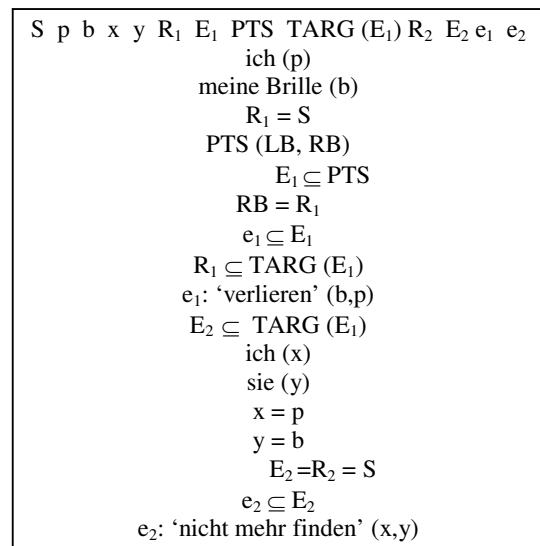 S p b x y R₁ E₁ PTS TARG (E₁) R₂ E₂ e₁ e₂
ich (p)
meine Brille (b)
R₁ = S
PTS (LB, RB)
E₁ ⊆ PTS
RB = R₁
e₁ ⊆ E₁
R₁ ⊆ TARG (E₁)
e₁: ‘verlieren’ (b,p)
E₂ ⊆ TARG (E₁)
ich (x)
sie (y)
x = p
y = b
E₂ =R₂ = S
e₂ ⊆ E₂
e₂: ‘nicht mehr finden’ (x,y)